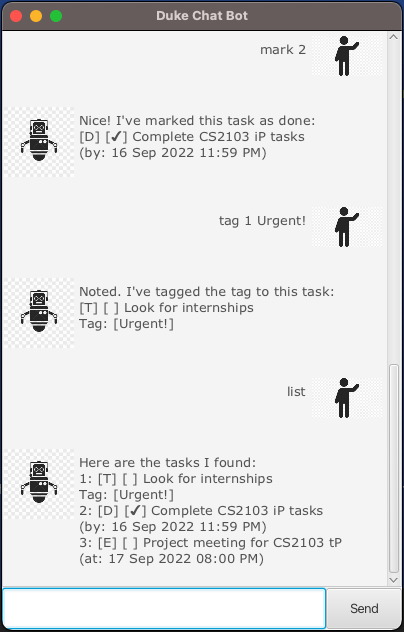 Duke Chat Bot
mark 2
Nice! I've marked this task as done:
[D] [✔] Complete CS2103 iP tasks
(by: 16 Sep 2022 11:59 PM)
tag 1 Urgent!
Noted. I've tagged the tag to this task:
[T] [ ] Look for internships
Tag: [Urgent!]
list
Here are the tasks I found:
1: [T] [ ] Look for internships
Tag: [Urgent!]
2: [D] [✔] Complete CS2103 iP tasks
(by: 16 Sep 2022 11:59 PM)
3: [E] [ ] Project meeting for CS2103 tP
(at: 17 Sep 2022 08:00 PM)
Send